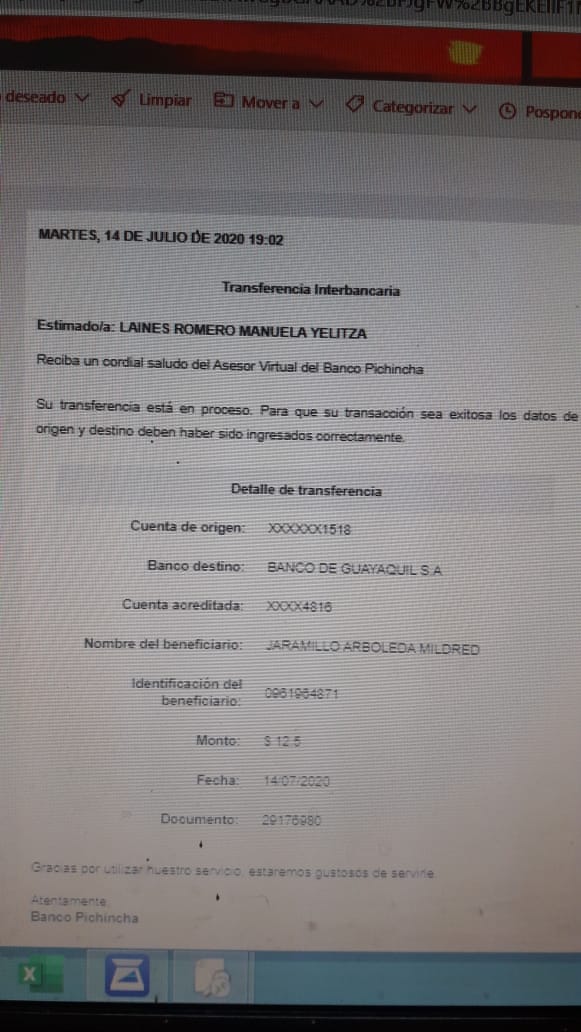 deseado
Limpiar
Mover a
Categorizar
Pospone
MARTES, 14 DE JULIO DE 2020 19:02
Transferencia Interbancaria
Estimado/a: LAINES ROMERO MANUELA YELITZA
Reciba un cordial saludo del Asesor Virtual del Banco Pichincha
Su transferencia está en proceso. Para que su transacción sea exitosa los datos de
origen y destino deben haber sido ingresados correctamente.
Detalle de transferencia
Cuenta de origen: XXXXXX1518
Banco destino: BANCO DE GUAYAQUIL S.A
Cuenta acreditada: XXXX4816
Nombre del beneficiario: JARAMILLO ARBOLEDA MILDRED
Identificación del
beneficiario: 0961964871
Monto: $ 12.5
Fecha: 14/07/2020
Documento: 29176980
Gracias por utilizar nuestro servicio, estaremos gustosos de servirle.
Atentamente,
Banco Pichincha